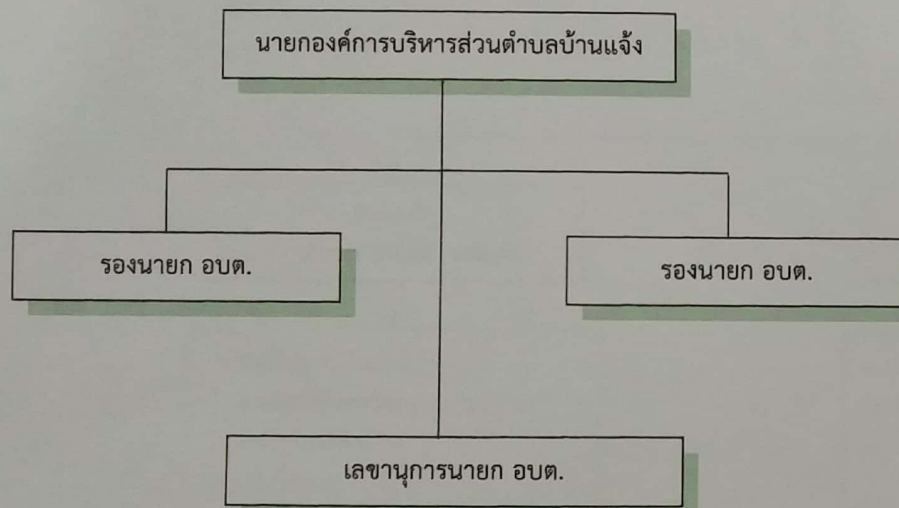 นายกองค์การบริหารส่วนตำบลบ้านแจ้ง
รองนายก อบต.
รองนายก อบต.
เลขานุการนายก อบต.